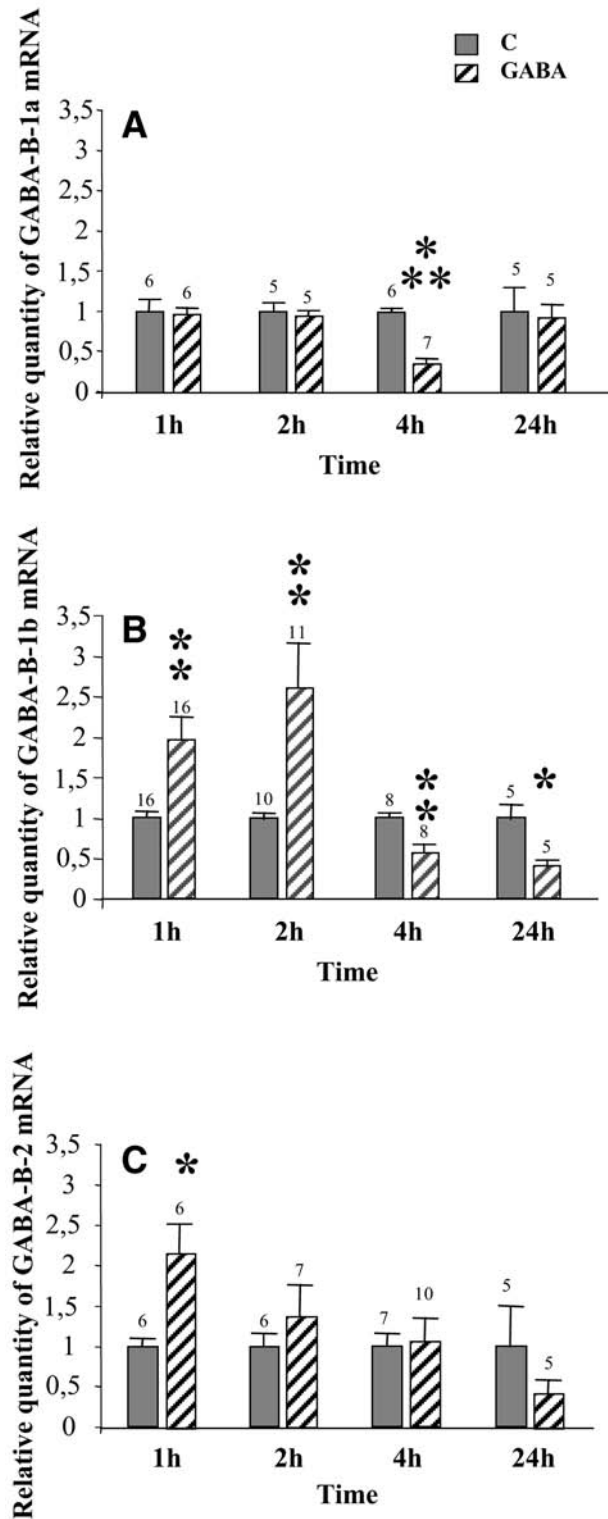 C
GABA
Relative quantity of GABA-B-1a mRNA
A
3,5
3
2,5
2
1,5
1
0,5
0
6 6 5 5 6 7 5 5
***
1h 2h 4h 24h
Time
Relative quantity of GABA-B-1b mRNA
B
3,5
3
2,5
2
1,5
1
0,5
0
16 16 10 11 8 8 5 5
** ** ** *
1h 2h 4h 24h
Time
Relative quantity of GABA-B-2 mRNA
C
3,5
3
2,5
2
1,5
1
0,5
0
6 6 6 7 7 10 5 5
*
1h 2h 4h 24h
Time